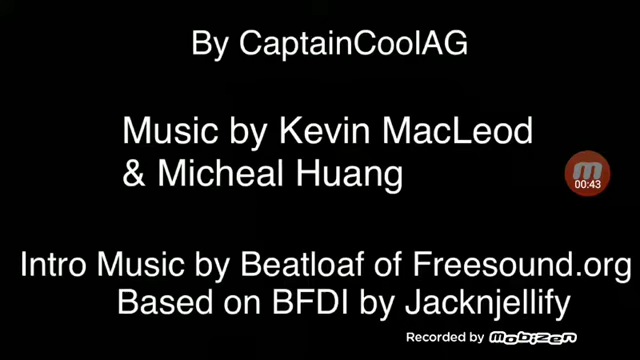 By CaptainCoolAG
Music by Kevin MacLeod
& Micheal Huang
00:43
Intro Music by Beatloaf of Freesound.org
Based on BFDI by Jacknjellify
Recorded by mobizen